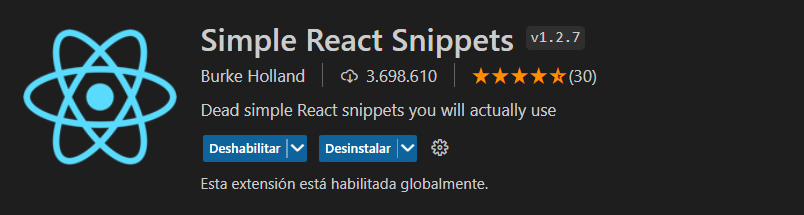 Simple React Snippets v1.2.7
Burke Holland 3.698.610 (30)
Dead simple React snippets you will actually use
Deshabilitar Desinstalar
Esta extensión está habilitada globalmente.